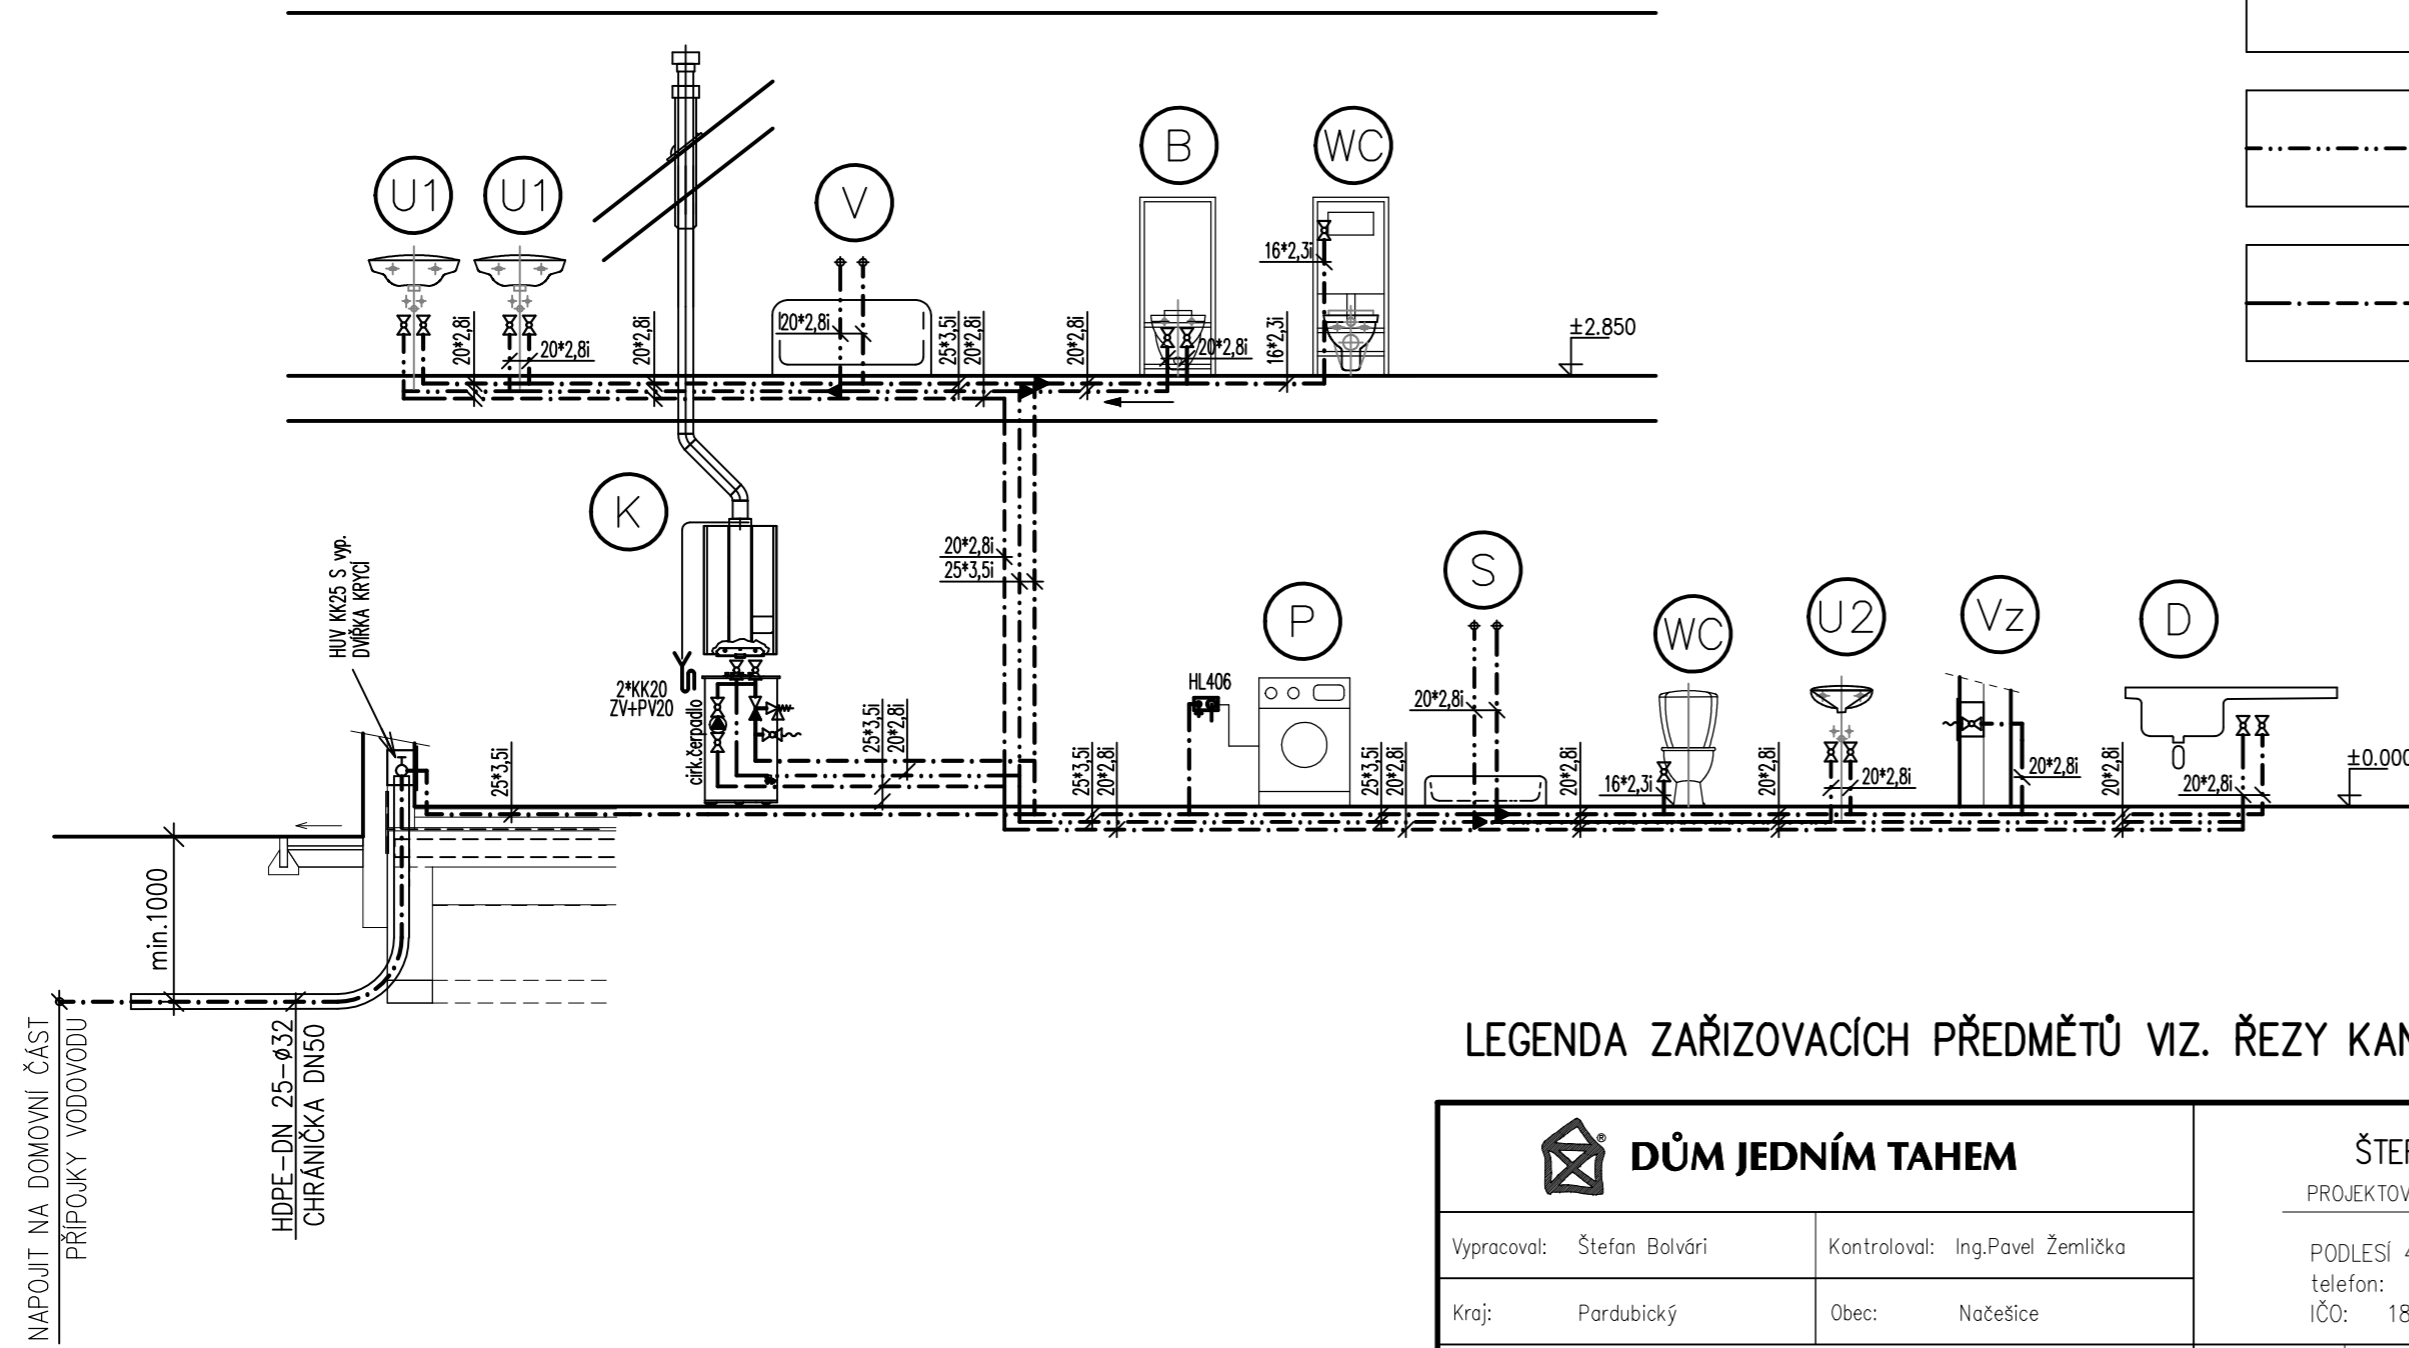 B
WC
U1
U1
V
16*2,3i
±2.850
20*2,8i
20*2,8i
20*2,8i
20*2,8i
25*3,5i
20*2,8i
20*2,8i
20*2,8i
16*2,3i
K
HUV KK25 S vyp.
DVÍŘKA KRYCÍ
20*2,8i
25*3,5i
S
P
WC
U2
Vz
D
2*KK20
ZV+PV20
cirk.čerpadlo
HL406
20*2,8i
25*3,5i
25*3,5i
20*2,8i
25*3,5i
20*2,8i
25*3,5i
20*2,8i
20*2,8i
16*2,3i
20*2,8i
20*2,8i
20*2,8i
20*2,8i
20*2,8i
±0.000
min.1000
NAPOJIT NA DOMOVNÍ ČÁST
PŘÍPOJKY VODOVODU
HDPE-DN 25-ø32
CHRÁNIČKA DN50
LEGENDA ZAŘIZOVACÍCH PŘEDMĚTŮ VIZ. ŘEZY KAN
DŮM JEDNÍM TAHEM
®
ŠTEF
PROJEKTOV
Vypracoval: Štefan Bolvári
Kontroloval: Ing.Pavel Žemlička
PODLESÍ 4
telefon:
Kraj: Pardubický
Obec: Načešice
IČO: 18